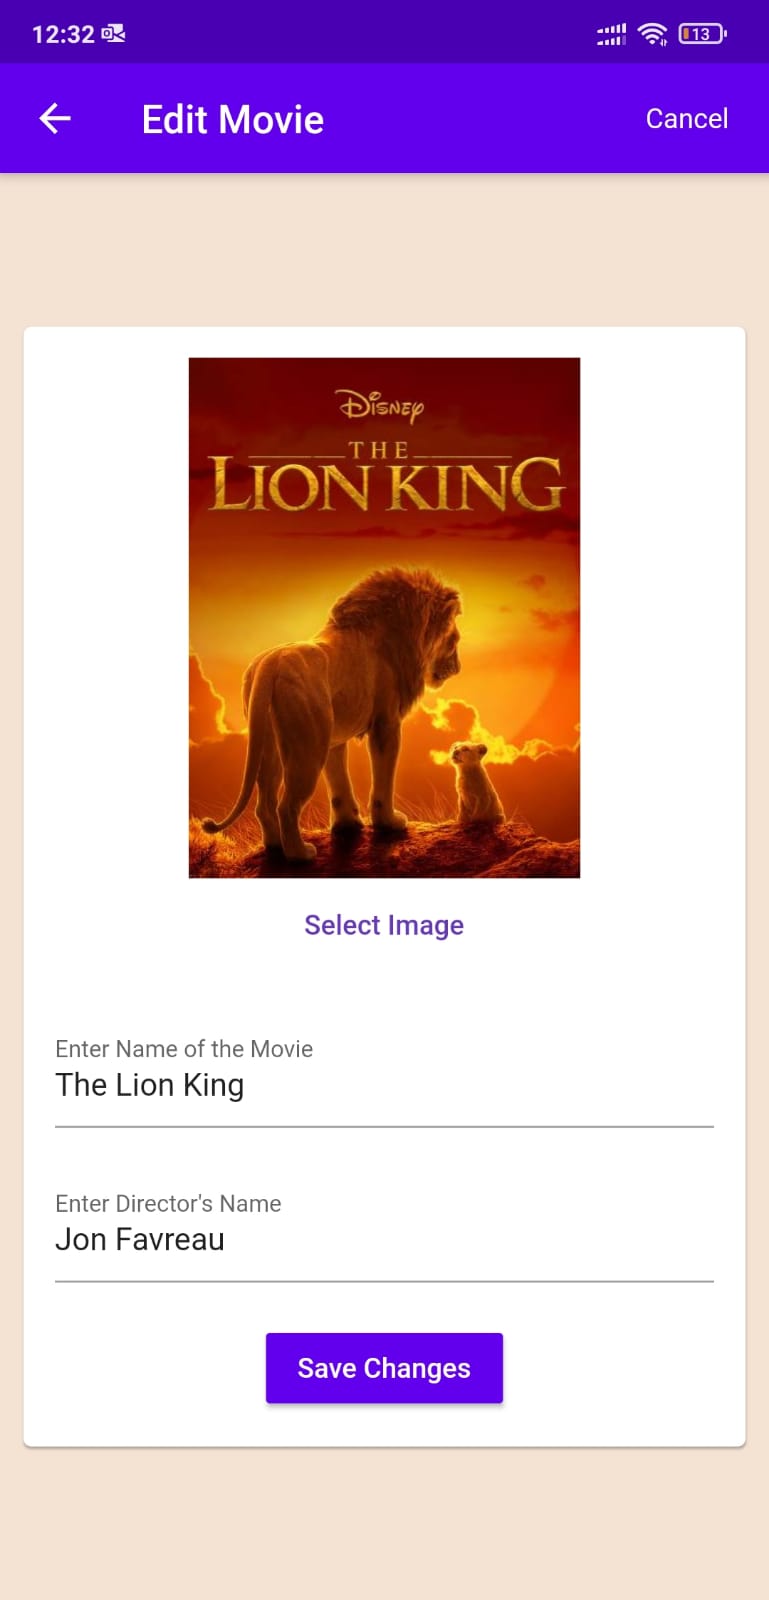 12:32
13
Edit Movie
Cancel
Disney
THE
LION KING
Select Image
Enter Name of the Movie
The Lion King
Enter Director's Name
Jon Favreau
Save Changes